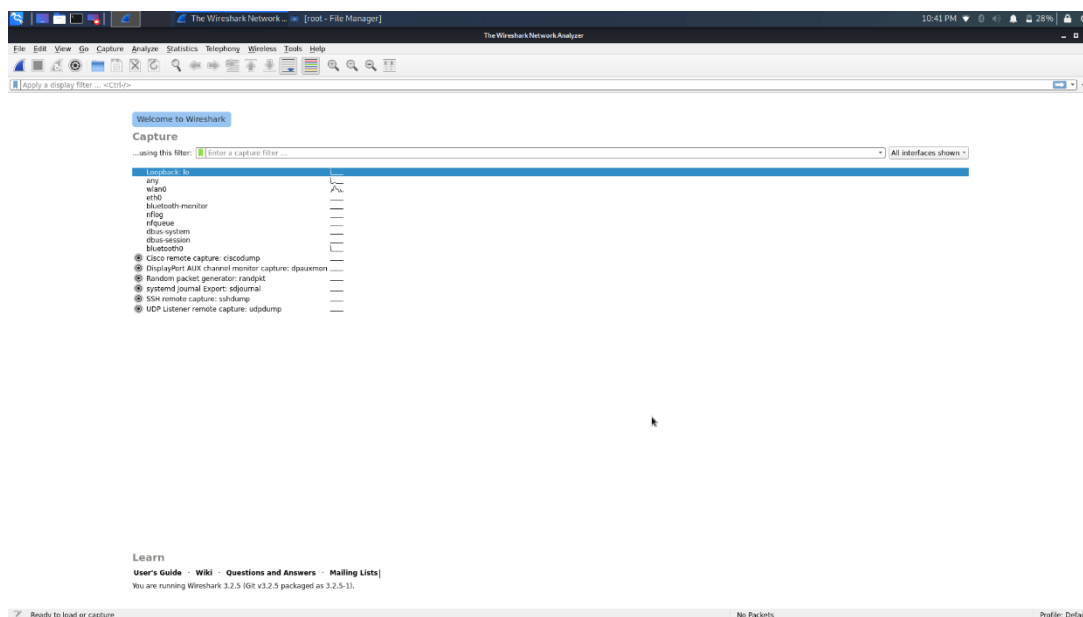 The Wireshark Network ... [root - File Manager] 10:41 PM 28%
The Wireshark Network Analyzer
File Edit View Go Capture Analyze Statistics Telephony Wireless Tools Help
Apply a display filter ... <Ctrl-/>
Welcome to Wireshark
Capture
...using this filter: Enter a capture filter ... All interfaces shown
Loopback: lo
any
wlan0
eth0
bluetooth-monitor
nflog
nfqueue
dbus-system
dbus-session
bluetooth0
Cisco remote capture: ciscodump
DisplayPort AUX channel monitor capture: dpauxmon
Random packet generator: randpkt
systemd Journal Export: sdjournal
SSH remote capture: sshdump
UDP Listener remote capture: udpdump
Learn
User's Guide · Wiki · Questions and Answers · Mailing Lists
You are running Wireshark 3.2.5 (Git v3.2.5 packaged as 3.2.5-1).
Ready to load or capture No Packets Profile: Defau